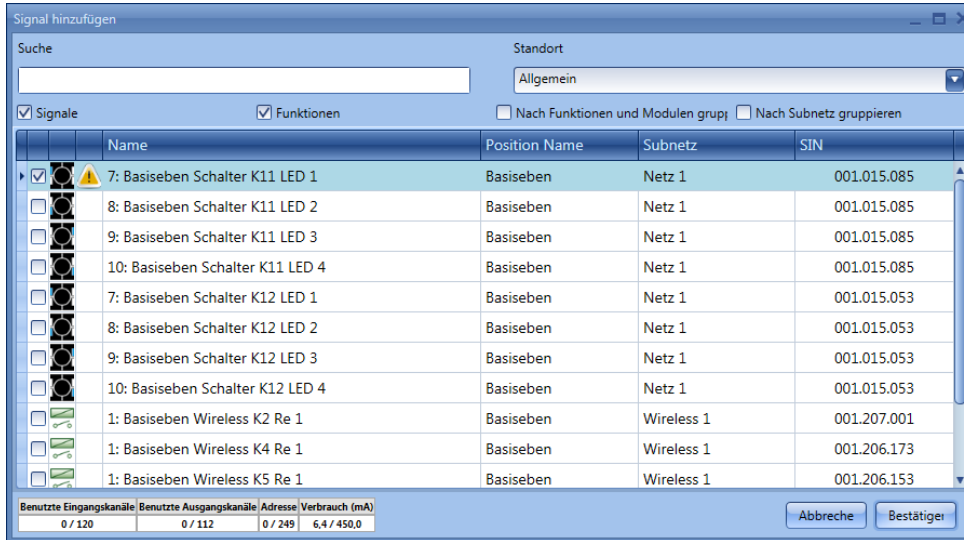 Signal hinzufügen
Suche Standort
Allgemein
Signale Funktionen Nach Funktionen und Modulen grupp Nach Subnetz gruppieren
Name Position Name Subnetz SIN
7: Basiseben Schalter K11 LED 1 Basiseben Netz 1 001.015.085
8: Basiseben Schalter K11 LED 2 Basiseben Netz 1 001.015.085
9: Basiseben Schalter K11 LED 3 Basiseben Netz 1 001.015.085
10: Basiseben Schalter K11 LED 4 Basiseben Netz 1 001.015.085
7: Basiseben Schalter K12 LED 1 Basiseben Netz 1 001.015.053
8: Basiseben Schalter K12 LED 2 Basiseben Netz 1 001.015.053
9: Basiseben Schalter K12 LED 3 Basiseben Netz 1 001.015.053
10: Basiseben Schalter K12 LED 4 Basiseben Netz 1 001.015.053
1: Basiseben Wireless K2 Re 1 Basiseben Wireless 1 001.207.001
1: Basiseben Wireless K4 Re 1 Basiseben Wireless 1 001.206.173
1: Basiseben Wireless K5 Re 1 Basiseben Wireless 1 001.206.153
Benutzte Eingangskanäle Benutzte Ausgangskanäle Adresse Verbrauch (mA)
0 / 120 0 / 112 0 / 249 6,4 / 450,0
Abbreche Bestätiger